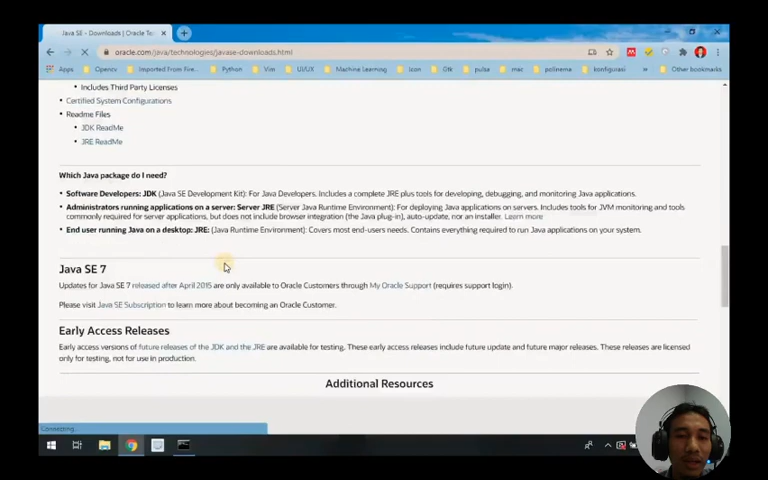 Java SE - Downloads | Oracle Te
oracle.com/java/technologies/javase-downloads.html
Apps Opencv Imported From Fire... Python Vim UI/UX Machine Learning Icon Dtk pulsa mac polinema konfigurasi » Other bookmarks
• Includes Third Party Licenses
• Certified System Configurations
• Readme Files
• JDK ReadMe
• JRE ReadMe
Which Java package do I need?
• Software Developers: JDK (Java SE Development Kit): For Java Developers. Includes a complete JRE plus tools for developing, debugging, and monitoring Java applications.
• Administrators running applications on a server: Server JRE (Server Java Runtime Environment): For deploying Java applications on servers. Includes tools for JVM monitoring and tools
commonly required for server applications, but does not include browser integration (the Java plug-in), auto-update, nor an installer. Learn more
• End user running Java on a desktop: JRE: (Java Runtime Environment): Covers most end-users needs. Contains everything required to run Java applications on your system.
Java SE 7
Updates for Java SE 7 released after April 2015 are only available to Oracle Customers through My Oracle Support (requires support login).
Please visit Java SE Subscription to learn more about becoming an Oracle Customer.
Early Access Releases
Early access versions of future releases of the JDK and the JRE are available for testing. These early access releases include future update and future major releases. These releases are licensed
only for testing, not for use in production.
Additional Resources
Connecting...